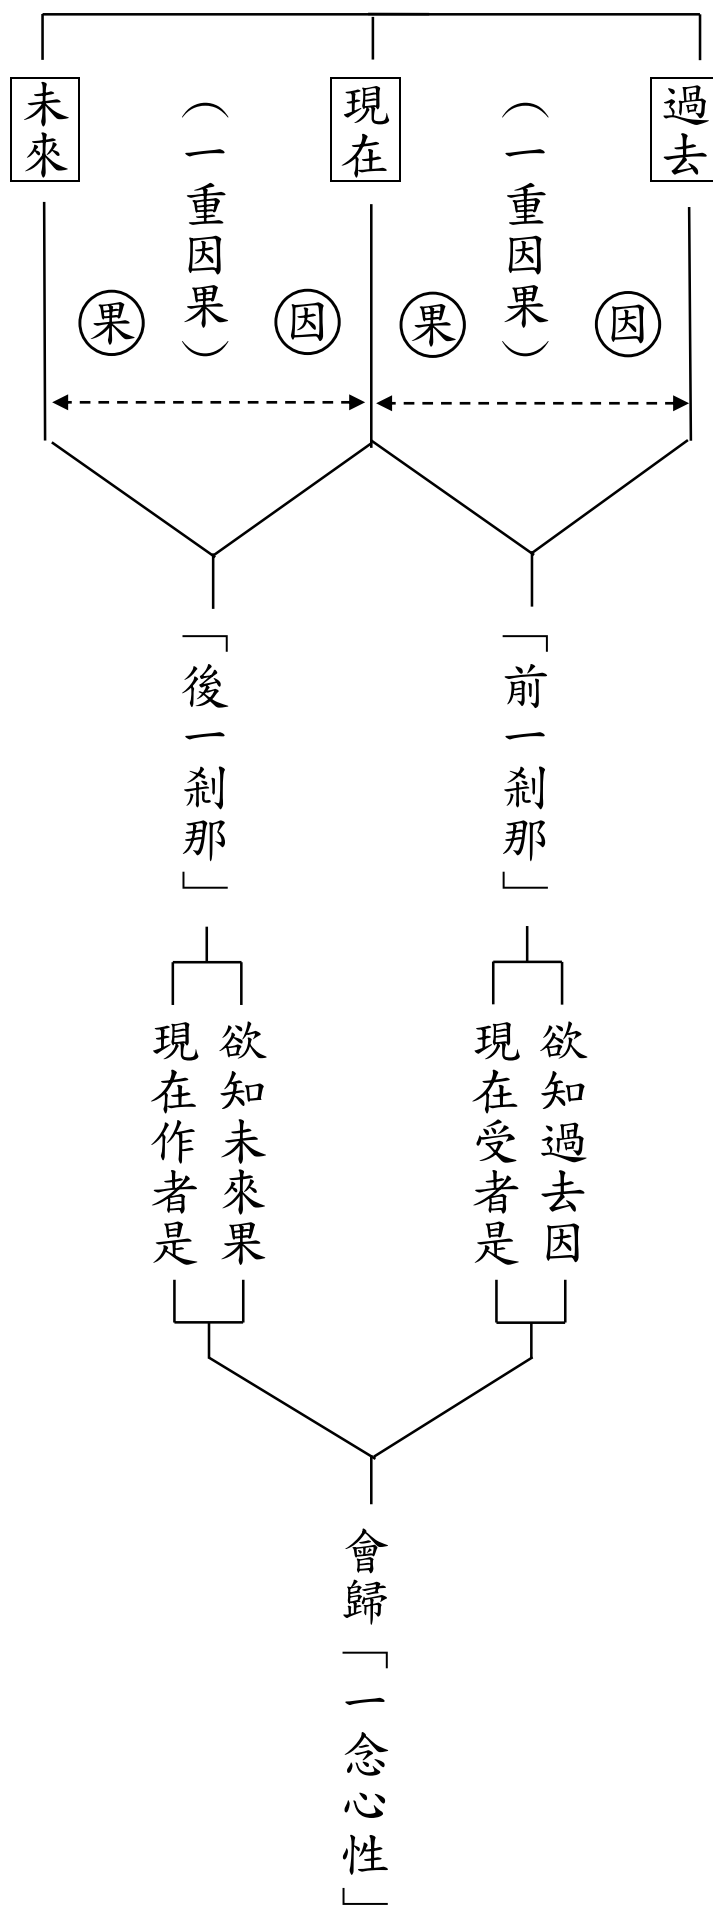 過去
因
（一重因果）
果
現在
因
（一重因果）
果
未來
「前一剎那」
「後一剎那」
欲知過去因
現在受者是
欲知未來果
現在作者是
會歸「一念心性」